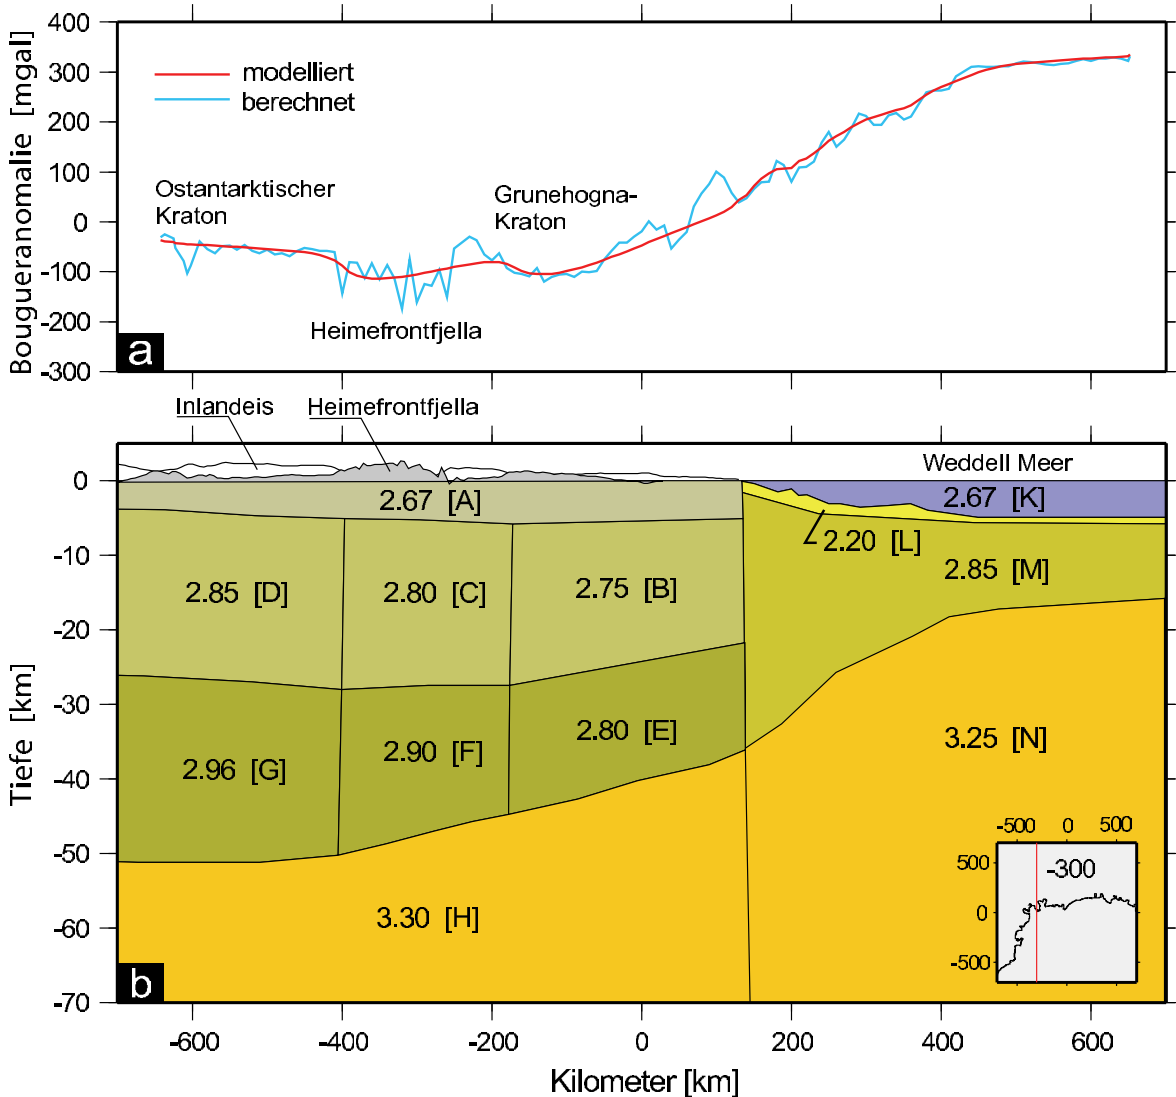 400
300
200
100
0
-100
-200
-300
Bougueranomalie [mgal]
modelliert
berechnet
Ostantarktischer
Kraton
Grunehogna-
Kraton
Heimefrontfjella
a
Inlandeis
Heimefrontfjella
Weddell Meer
0
-10
-20
-30
-40
-50
-60
-70
Tiefe [km]
2.67 [A]
2.67 [K]
2.20 [L]
2.85 [D]
2.80 [C]
2.75 [B]
2.85 [M]
2.96 [G]
2.90 [F]
2.80 [E]
3.25 [N]
3.30 [H]
-500 0 500
500
0
-500
-300
b
-600 -400 -200 0 200 400 600
Kilometer [km]